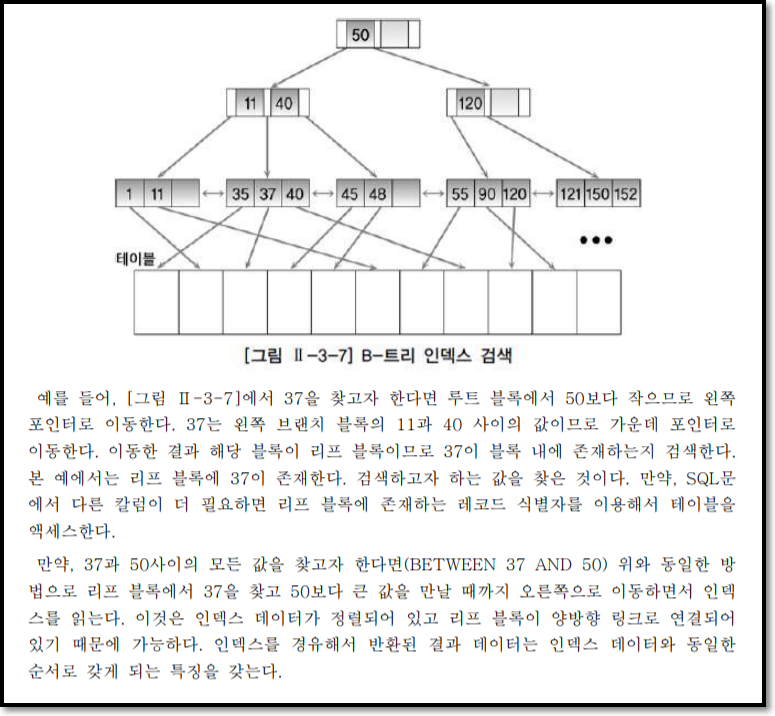 50
11 40
120
1 11
35 37 40
45 48
55 90 120
121 150 152
•••
테이블
[그림 Ⅱ-3-7] B-트리 인덱스 검색
예를 들어, [그림 Ⅱ-3-7]에서 37을 찾고자 한다면 루트 블록에서 50보다 작으므로 왼쪽
포인터로 이동한다. 37는 왼쪽 브랜치 블록의 11과 40 사이의 값이므로 가운데 포인터로
이동한다. 이동한 결과 해당 블록이 리프 블록이므로 37이 블록 내에 존재하는지 검색한다.
본 예에서는 리프 블록에 37이 존재한다. 검색하고자 하는 값을 찾은 것이다. 만약, SQL문
에서 다른 칼럼이 더 필요하면 리프 블록에 존재하는 레코드 식별자를 이용해서 테이블을
액세스한다.
만약, 37과 50사이의 모든 값을 찾고자 한다면(BETWEEN 37 AND 50) 위와 동일한 방
법으로 리프 블록에서 37을 찾고 50보다 큰 값을 만날 때까지 오른쪽으로 이동하면서 인덱
스를 읽는다. 이것은 인덱스 데이터가 정렬되어 있고 리프 블록이 양방향 링크로 연결되어
있기 때문에 가능하다. 인덱스를 경유해서 반환된 결과 데이터는 인덱스 데이터와 동일한
순서로 갖게 되는 특징을 갖는다.